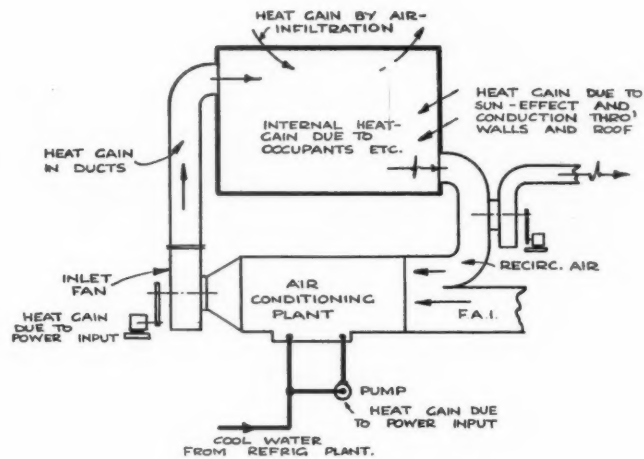 HEAT GAIN BY AIR-
INFILTRATION
HEAT GAIN DUE TO
SUN-EFFECT AND
CONDUCTION THRO'
WALLS AND ROOF
INTERNAL HEAT-
GAIN DUE TO
OCCUPANTS ETC.
HEAT GAIN
IN DUCTS
INLET
FAN
HEAT GAIN
DUE TO
POWER INPUT
AIR
CONDITIONING
PLANT
RECIRC. AIR
F.A.I.
PUMP
HEAT GAIN DUE
TO POWER INPUT
COOL WATER
FROM REFRIG PLANT.